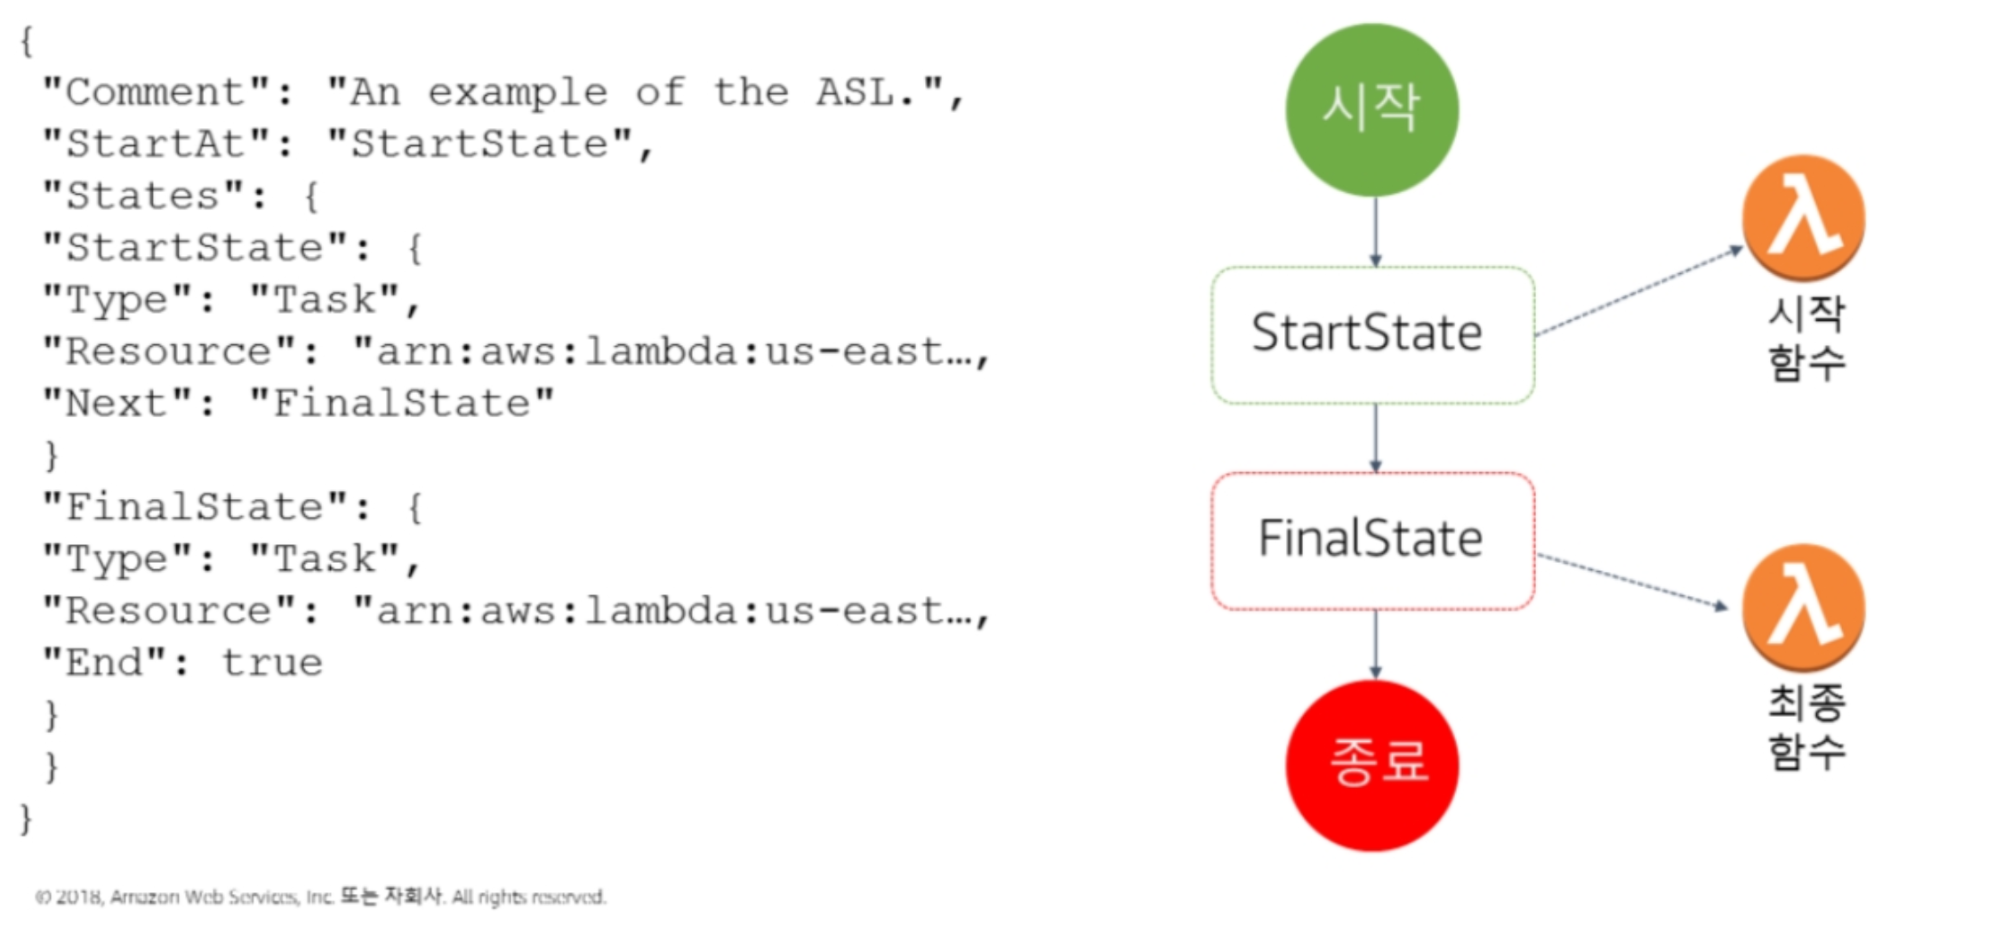 {
"Comment": "An example of the ASL.",
"StartAt": "StartState",
"States": {
"StartState": {
"Type": "Task",
"Resource": "arn:aws:lambda:us-east…,
"Next": "FinalState"
}
"FinalState": {
"Type": "Task",
"Resource": "arn:aws:lambda:us-east…,
"End": true
}
}
}
시작
StartState
시작
함수
FinalState
최종
함수
종료
© 2018, Amazon Web Services, Inc. 또는 자회사. All rights reserved.